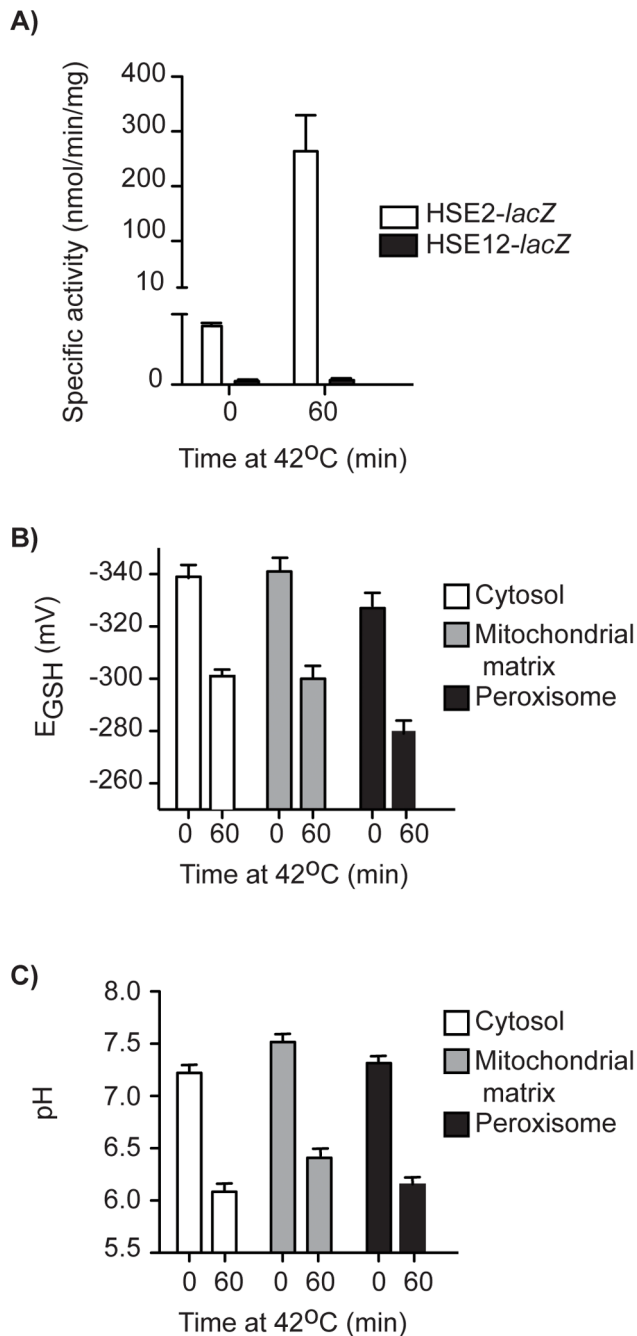 A)
Specific activity (nmol/min/mg)
400
300
200
100
10
0
0 60
Time at 42ºC (min)
HSE2-lacZ
HSE12-lacZ
B)
EGSH (mV)
-340
-320
-300
-280
-260
0 60 0 60 0 60
Time at 42ºC (min)
Cytosol
Mitochondrial
matrix
Peroxisome
C)
pH
8.0
7.5
7.0
6.5
6.0
5.5
0 60 0 60 0 60
Time at 42ºC (min)
Cytosol
Mitochondrial
matrix
Peroxisome